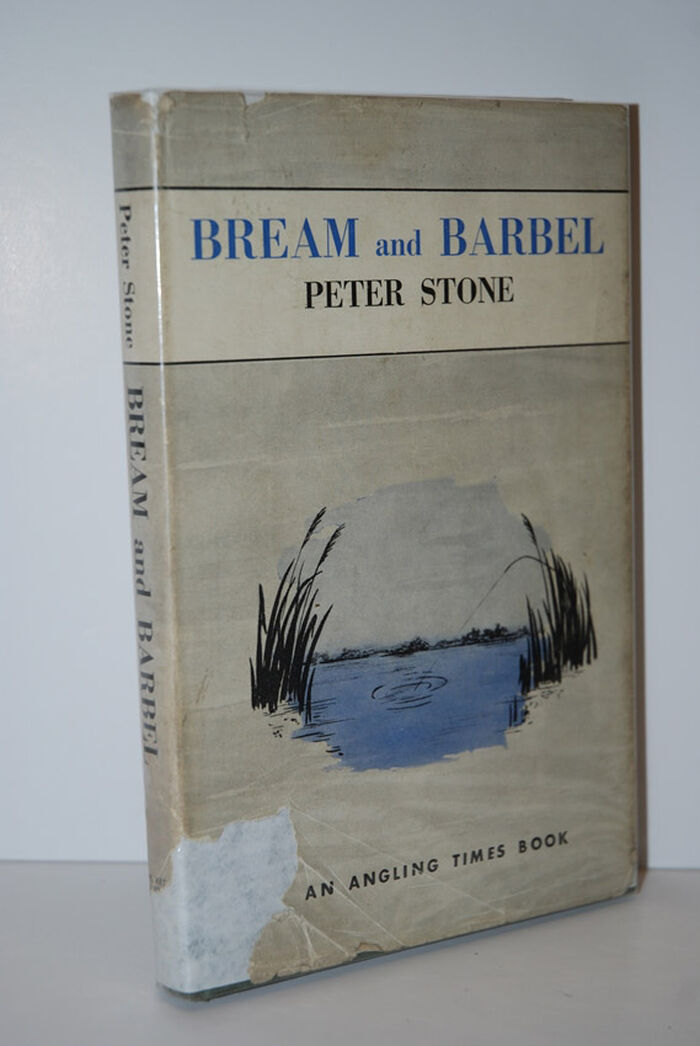 BREAM and BARBEL
PETER STONE
AN ANGLING TIMES BOOK
Peter Stone
BREAM and BARBEL